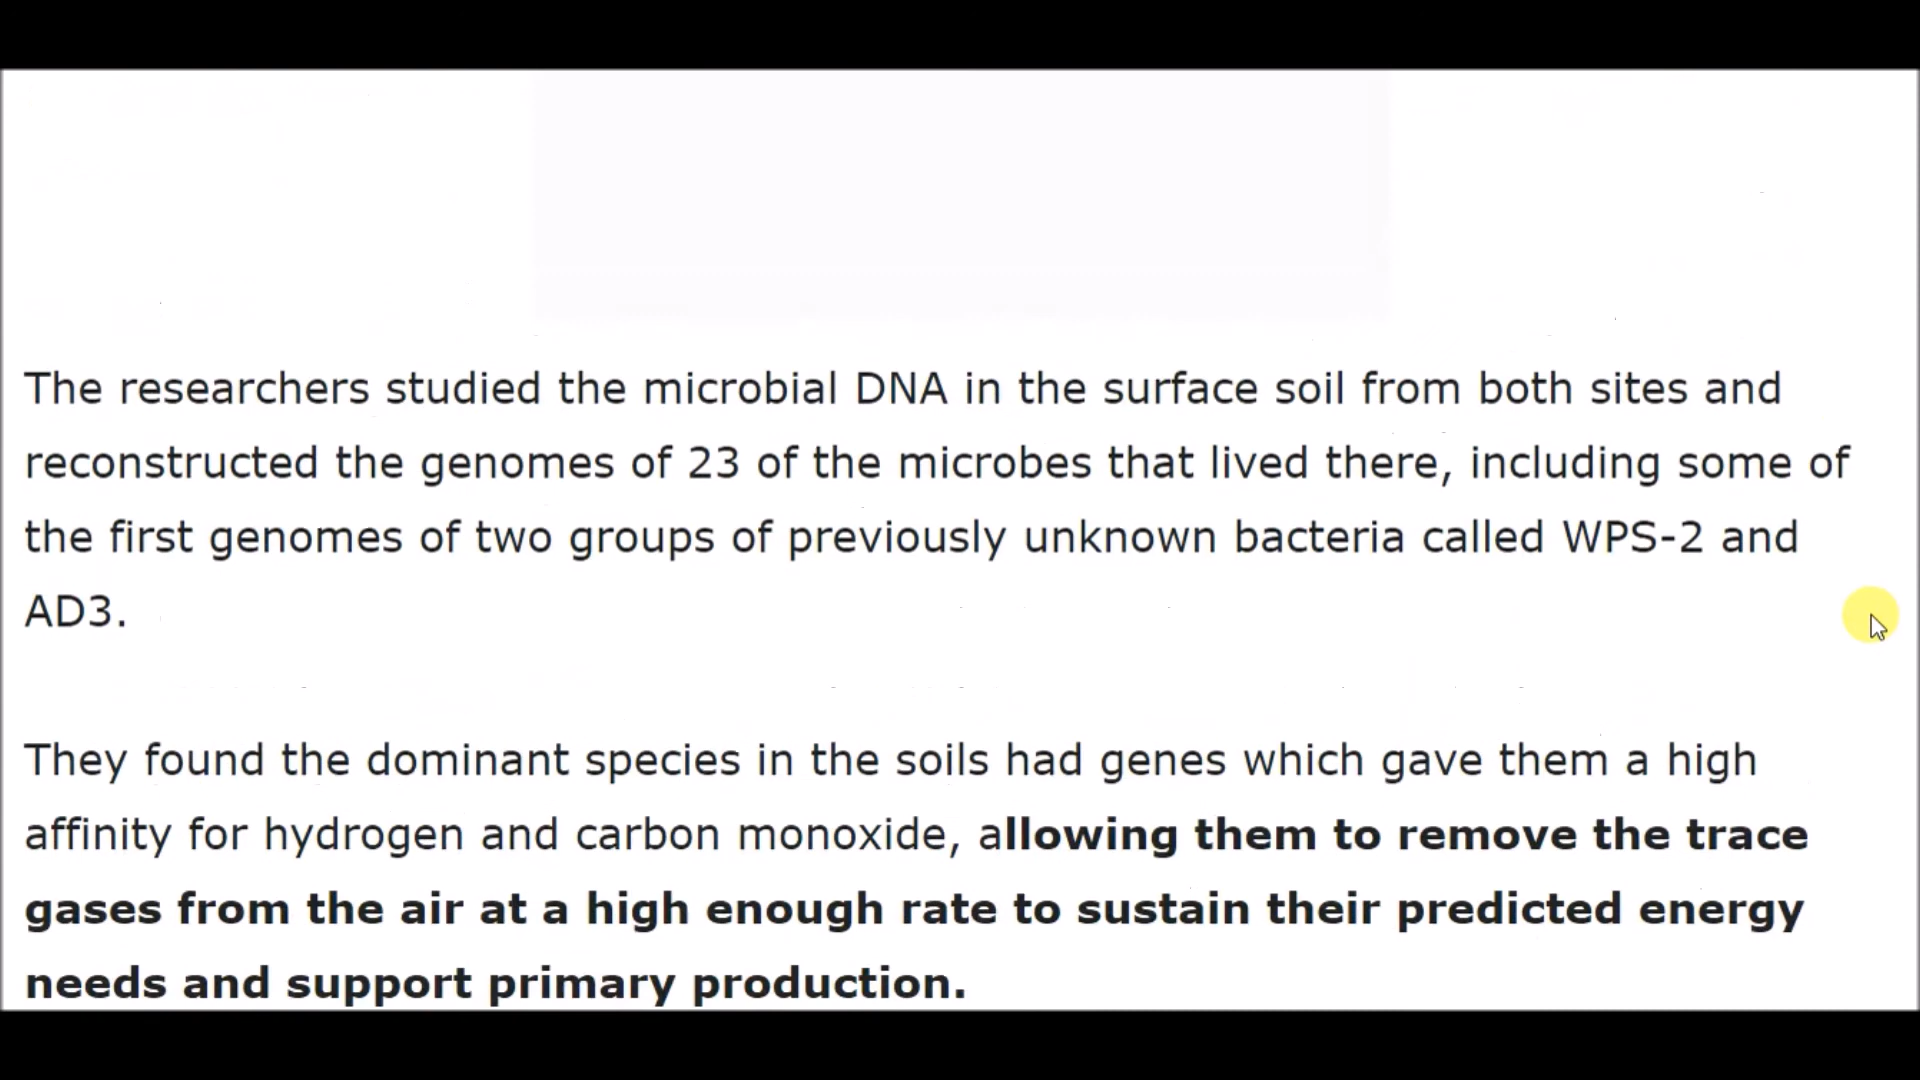 The researchers studied the microbial DNA in the surface soil from both sites and
reconstructed the genomes of 23 of the microbes that lived there, including some of
the first genomes of two groups of previously unknown bacteria called WPS-2 and
AD3.
They found the dominant species in the soils had genes which gave them a high
affinity for hydrogen and carbon monoxide, allowing them to remove the trace
gases from the air at a high enough rate to sustain their predicted energy
needs and support primary production.